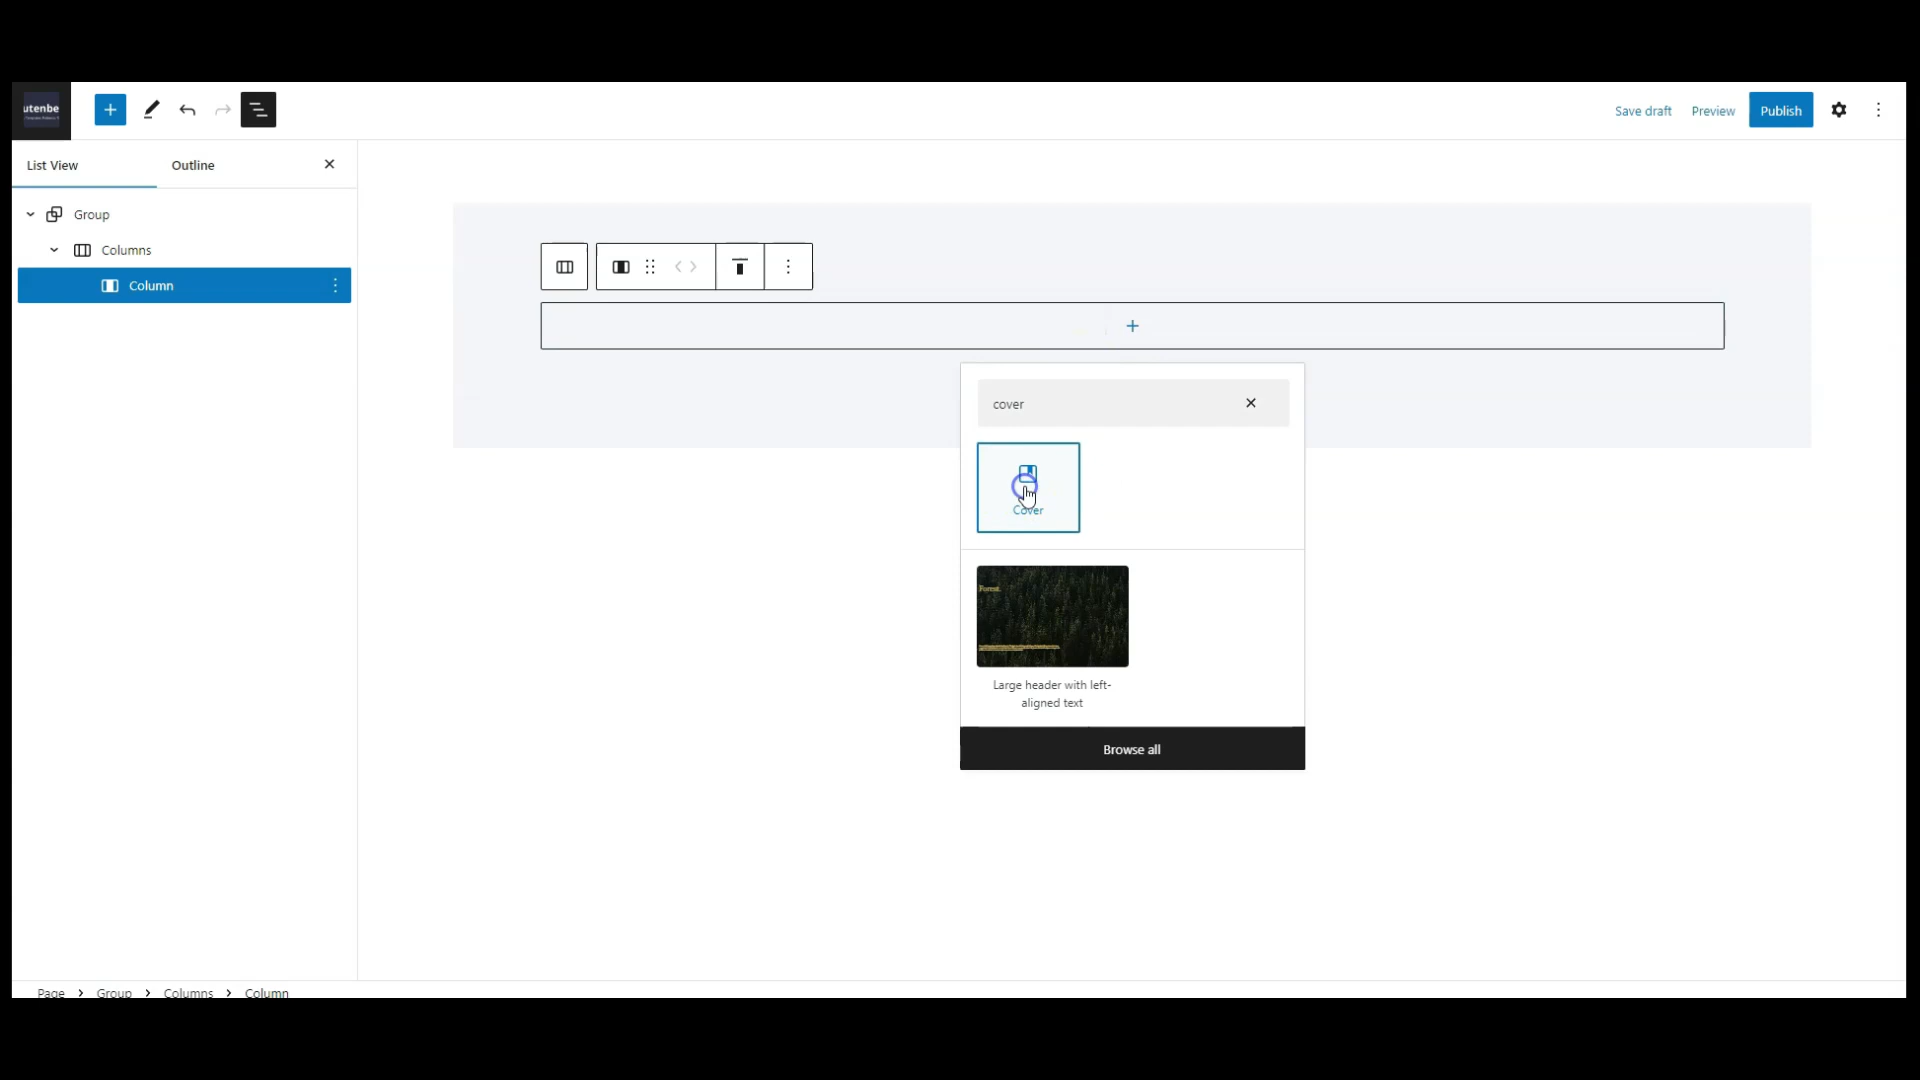 utenbe
Save draft
Preview
Publish
List View
Outline
Group
Columns
Column
cover
Cover
Forest.
Large header with left-
aligned text
Browse all
Page > Group > Columns > Column